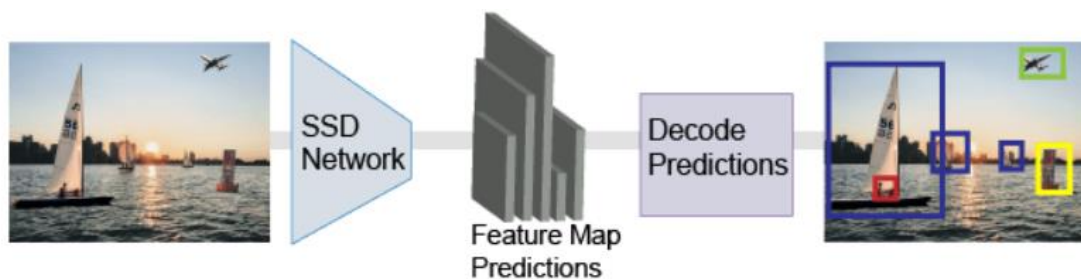 SSD
Network
Feature Map
Predictions
Decode
Predictions